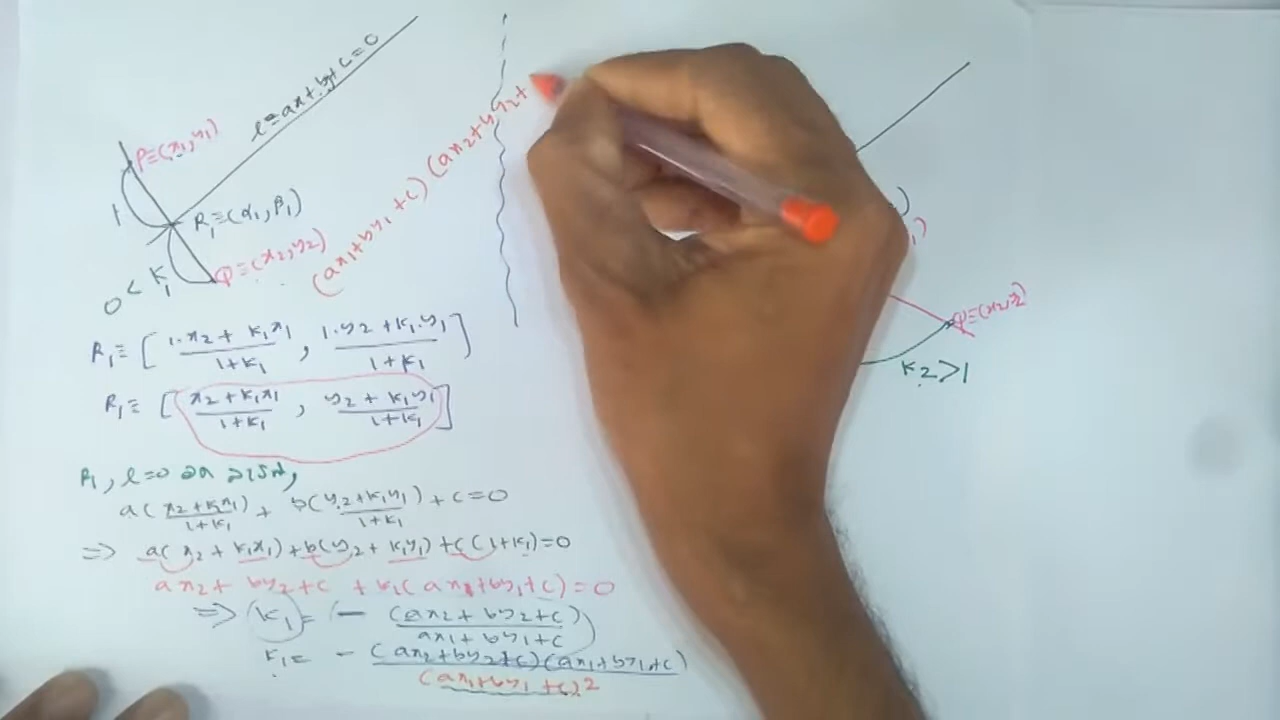 l≡ax+by+c=0
P≡(x₁,y₁)
1
R₁≡(α₁,β₁)
Q≡(x₂,y₂)
0<k₁
(ax₁+by₁+c)(ax₂+by₂+
R₁≡[(1.x₂+k₁x₁)/(1+k₁), (1.y₂+k₁.y₁)/(1+k₁)]
R₁≡[(x₂+k₁x₁)/(1+k₁), (y₂+k₁y₁)/(1+k₁)]
R₁, l=0
a((x₂+k₁x₁)/(1+k₁))+b((y₂+k₁y₁)/(1+k₁))+c=0
=> a(x₂+k₁x₁)+b(y₂+k₁y₁)+c(1+k₁)=0
ax₂+by₂+c+k₁(ax₁+by₁+c)=0
=> k₁=-(ax₂+by₂+c)/(ax₁+by₁+c)
k₁=-(ax₂+by₂+c)(ax₁+by₁+c)/(ax₁+by₁+c)²
)
₁)
Q≡(x₂,y₂)
k₂>1